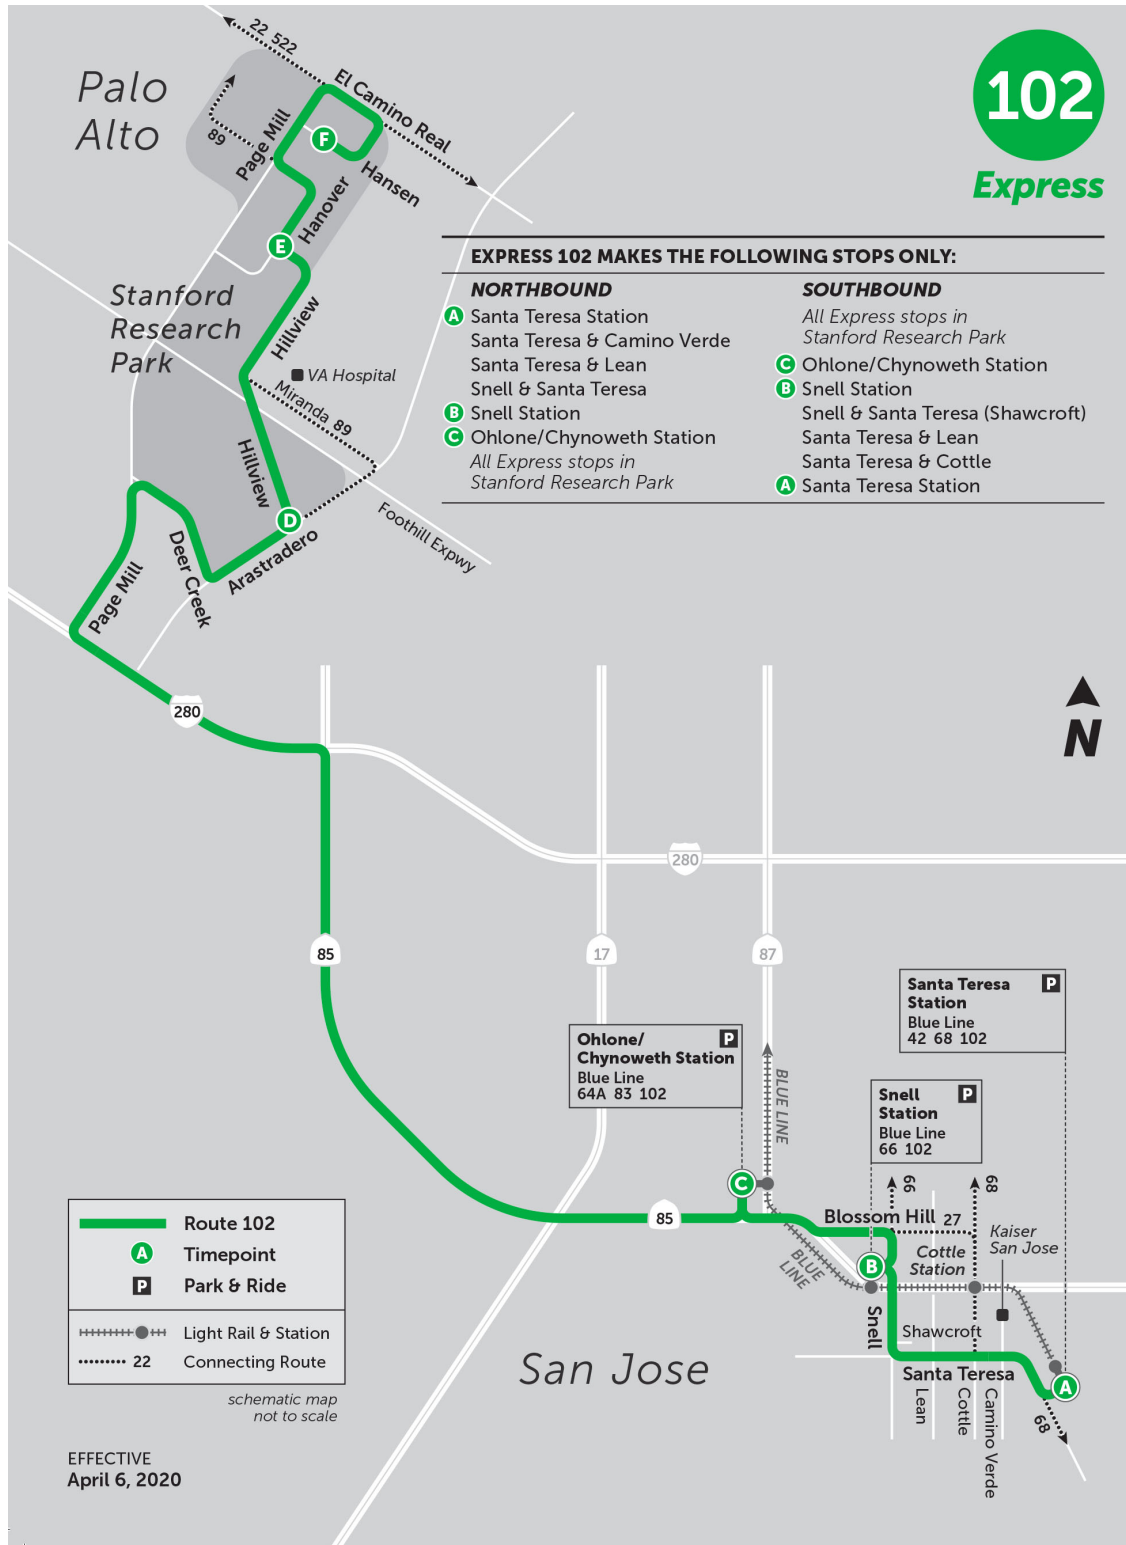 22 522
El Camino Real
Palo
Alto
89
Page Mill
F
Hansen
Hanover
E
102
Express
Stanford
Research
Park
Hillview
VA Hospital
Miranda 89
Hillview
D
Foothill Expwy
Arastradero
Deer Creek
Page Mill
EXPRESS 102 MAKES THE FOLLOWING STOPS ONLY:
NORTHBOUND
A Santa Teresa Station
Santa Teresa & Camino Verde
Santa Teresa & Lean
Snell & Santa Teresa
B Snell Station
C Ohlone/Chynoweth Station
All Express stops in
Stanford Research Park
SOUTHBOUND
All Express stops in
Stanford Research Park
C Ohlone/Chynoweth Station
B Snell Station
Snell & Santa Teresa (Shawcroft)
Santa Teresa & Lean
Santa Teresa & Cottle
A Santa Teresa Station
N
280
280
85
17
87
Santa Teresa P
Station
Blue Line
42 68 102
Ohlone/ P
Chynoweth Station
Blue Line
64A 83 102
Snell P
Station
Blue Line
66 102
BLUE LINE
C
66
68
85
Blossom Hill 27
BLUE
LINE
B
Cottle
Station
Kaiser
San Jose
Snell
Shawcroft
Santa Teresa
A
Lean
Cottle
Camino Verde
68
San Jose
Route 102
A Timepoint
P Park & Ride
Light Rail & Station
22 Connecting Route
schematic map
not to scale
EFFECTIVE
April 6, 2020